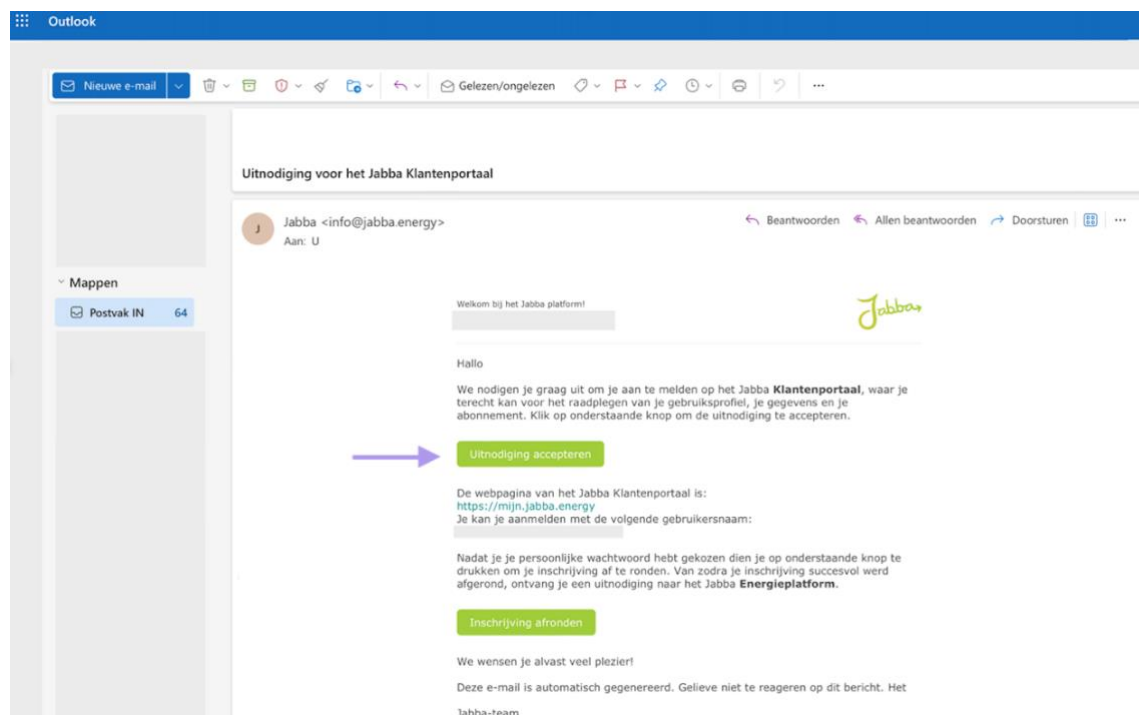 Outlook
Nieuwe e-mail
Gelezen/ongelezen
Uitnodiging voor het Jabba Klantenportaal
J
Jabba <info@jabba.energy>
Aan: U
Beantwoorden
Allen beantwoorden
Doorsturen
Mappen
Postvak IN 64
Welkom bij het Jabba platform!
Jabba
Hallo
We nodigen je graag uit om je aan te melden op het Jabba Klantenportaal, waar je
terecht kan voor het raadplegen van je gebruiksprofiel, je gegevens en je
abonnement. Klik op onderstaande knop om de uitnodiging te accepteren.
Uitnodiging accepteren
De webpagina van het Jabba Klantenportaal is:
https://mijn.jabba.energy
Je kan je aanmelden met de volgende gebruikersnaam:
Nadat je je persoonlijke wachtwoord hebt gekozen dien je op onderstaande knop te
drukken om je inschrijving af te ronden. Van zodra je inschrijving succesvol werd
afgerond, ontvang je een uitnodiging naar het Jabba Energieplatform.
Inschrijving afronden
We wensen je alvast veel plezier!
Deze e-mail is automatisch gegenereerd. Gelieve niet te reageren op dit bericht. Het
Jabba-team